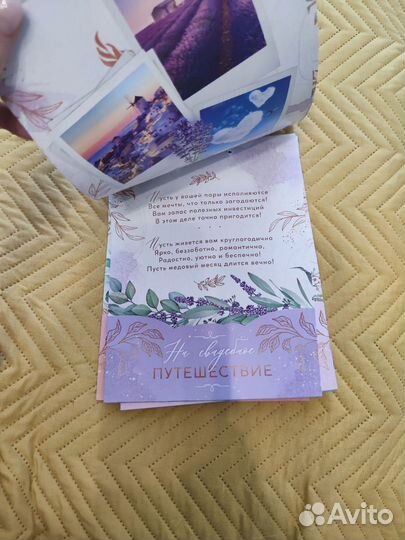 Пусть у вашей пары исполняются
Все мечты, что только загадаются!
Вам запас полезных инвестиций
В этом деле точно пригодится!
Пусть живется вам круглогодично
Ярко, беззаботно, романтично,
Радостно, уютно и беспечно!
Пусть медовый месяц длится вечно!
На свадебное
ПУТЕШЕСТВИЕ
Avito